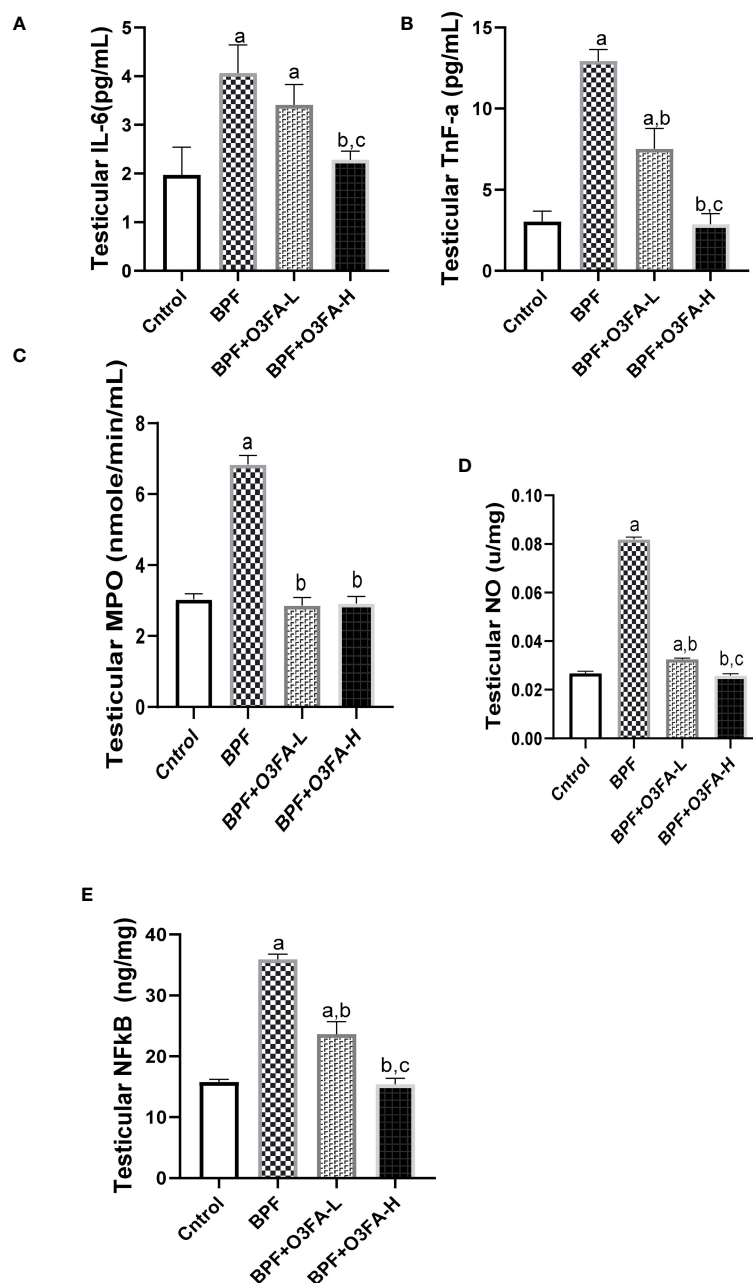 A
Testicular IL-6(pg/mL)
5
4
3
2
1
0
a
a
b,c
Cntrol
BPF
BPF+O3FA-L
BPF+O3FA-H
B
Testicular TnF-a (pg/mL)
15
10
5
0
a
a,b
b,c
Cntrol
BPF
BPF+O3FA-L
BPF+O3FA-H
C
Testicular MPO (nmole/min/mL)
8
6
4
2
0
a
b
b
Cntrol
BPF
BPF+O3FA-L
BPF+O3FA-H
D
Testicular NO (u/mg)
0.10
0.08
0.06
0.04
0.02
0.00
a
a,b
b,c
Cntrol
BPF
BPF+O3FA-L
BPF+O3FA-H
E
Testicular NFkB (ng/mg)
40
30
20
10
0
a
a,b
b,c
Cntrol
BPF
BPF+O3FA-L
BPF+O3FA-H